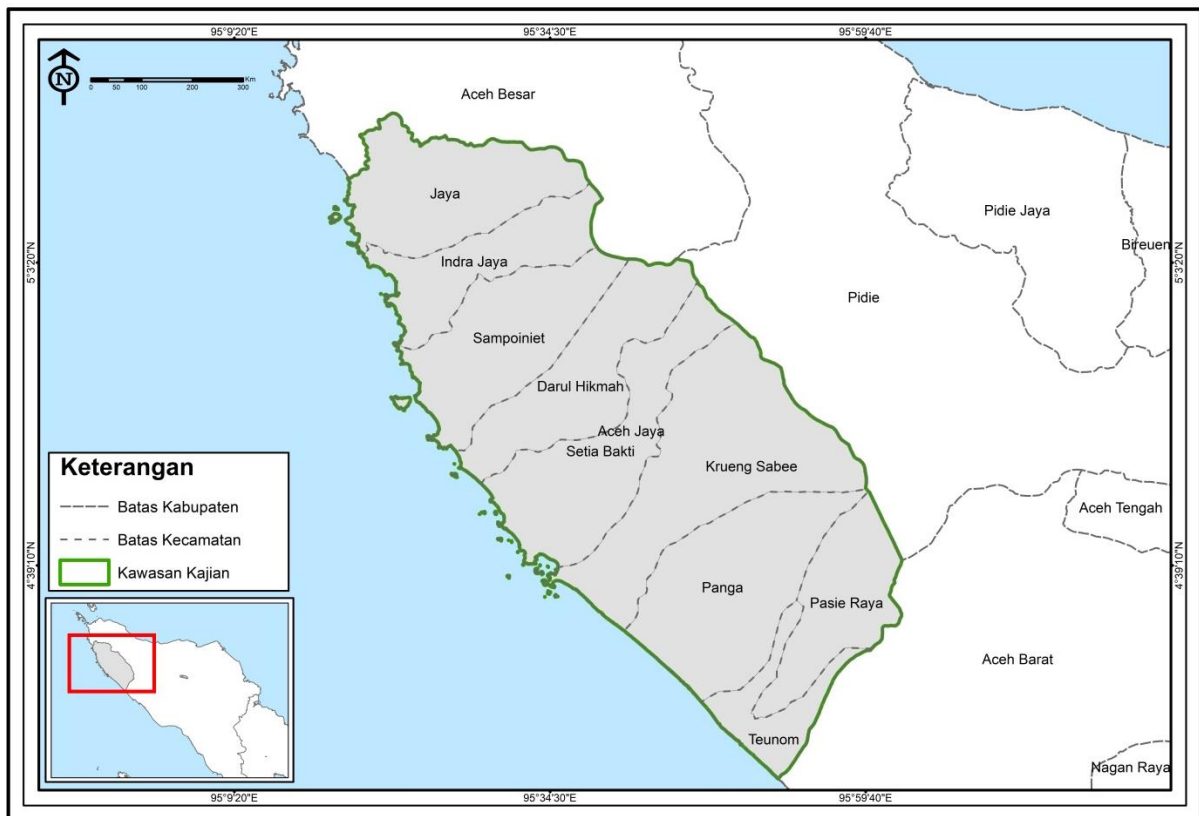 95°9'20"E 95°34'30"E 95°59'40"E
N
0 50 100 200 300 Km
Aceh Besar
Jaya
Pidie Jaya
Bireuen
5°3'20"N 5°3'20"N
Indra Jaya
Pidie
Sampoiniet
Darul Hikmah
Aceh Jaya
Setia Bakti
Krueng Sabee
Aceh Tengah
4°39'10"N 4°39'10"N
Panga
Pasie Raya
Aceh Barat
Teunom
Nagan Raya
Keterangan
Batas Kabupaten
Batas Kecamatan
Kawasan Kajian
95°9'20"E 95°34'30"E 95°59'40"E